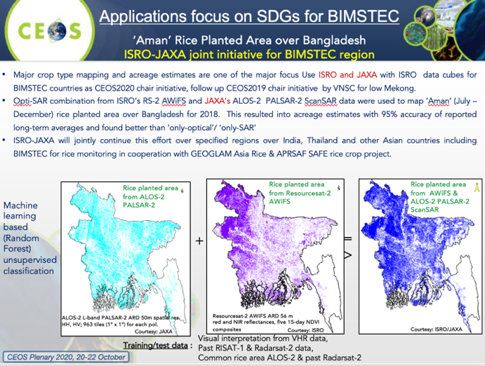 CEOS
Applications focus on SDGs for BIMSTEC
'Aman' Rice Planted Area over Bangladesh
ISRO-JAXA joint initiative for BIMSTEC region
• Major crop type mapping and acreage estimates are one of the major focus Use ISRO and JAXA with ISRO data cubes for
BIMSTEC countries as CEOS2020 chair initiative, follow up CEOS2019 chair initiative by VNSC for low Mekong.
• Opti-SAR combination from ISRO's RS-2 AWiFS and JAXA's ALOS-2 PALSAR-2 ScanSAR data were used to map 'Aman' (July –
December) rice planted area over Bangladesh for 2018. This resulted into acreage estimates with 95% accuracy of reported
long-term averages and found better than 'only-optical'/ 'only-SAR'
• ISRO-JAXA will jointly continue this effort over specified regions over India, Thailand and other Asian countries including
BIMSTEC for rice monitoring in cooperation with GEOGLAM Asia Rice & APRSAF SAFE rice crop project.
Machine
learning
based
(Random
Forest)
unsupervised
classification
Rice planted area
from ALOS-2
PALSAR-2
ALOS-2 L-band PALSAR-2 ARD 50m spatial res.
HH, HV; 963 tiles (1° x 1°) for each pol.
Courtesy: JAXA
+
Rice planted area
from Resourcesat-2
AWiFS
Resourcesat-2 AWiFS ARD 56 m
red and NIR reflectances, five 15-day NDVI
composites
Courtesy: ISRO
=
>
Rice planted area
from AWiFS &
ALOS-2 PALSAR-2
ScanSAR
Courtesy: ISRO/JAXA
Training/test data : Visual interpretation from VHR data,
Past RISAT-1 & Radarsat-2 data,
Common rice area ALOS-2 & past Radarsat-2
CEOS Plenary 2020, 20-22 October